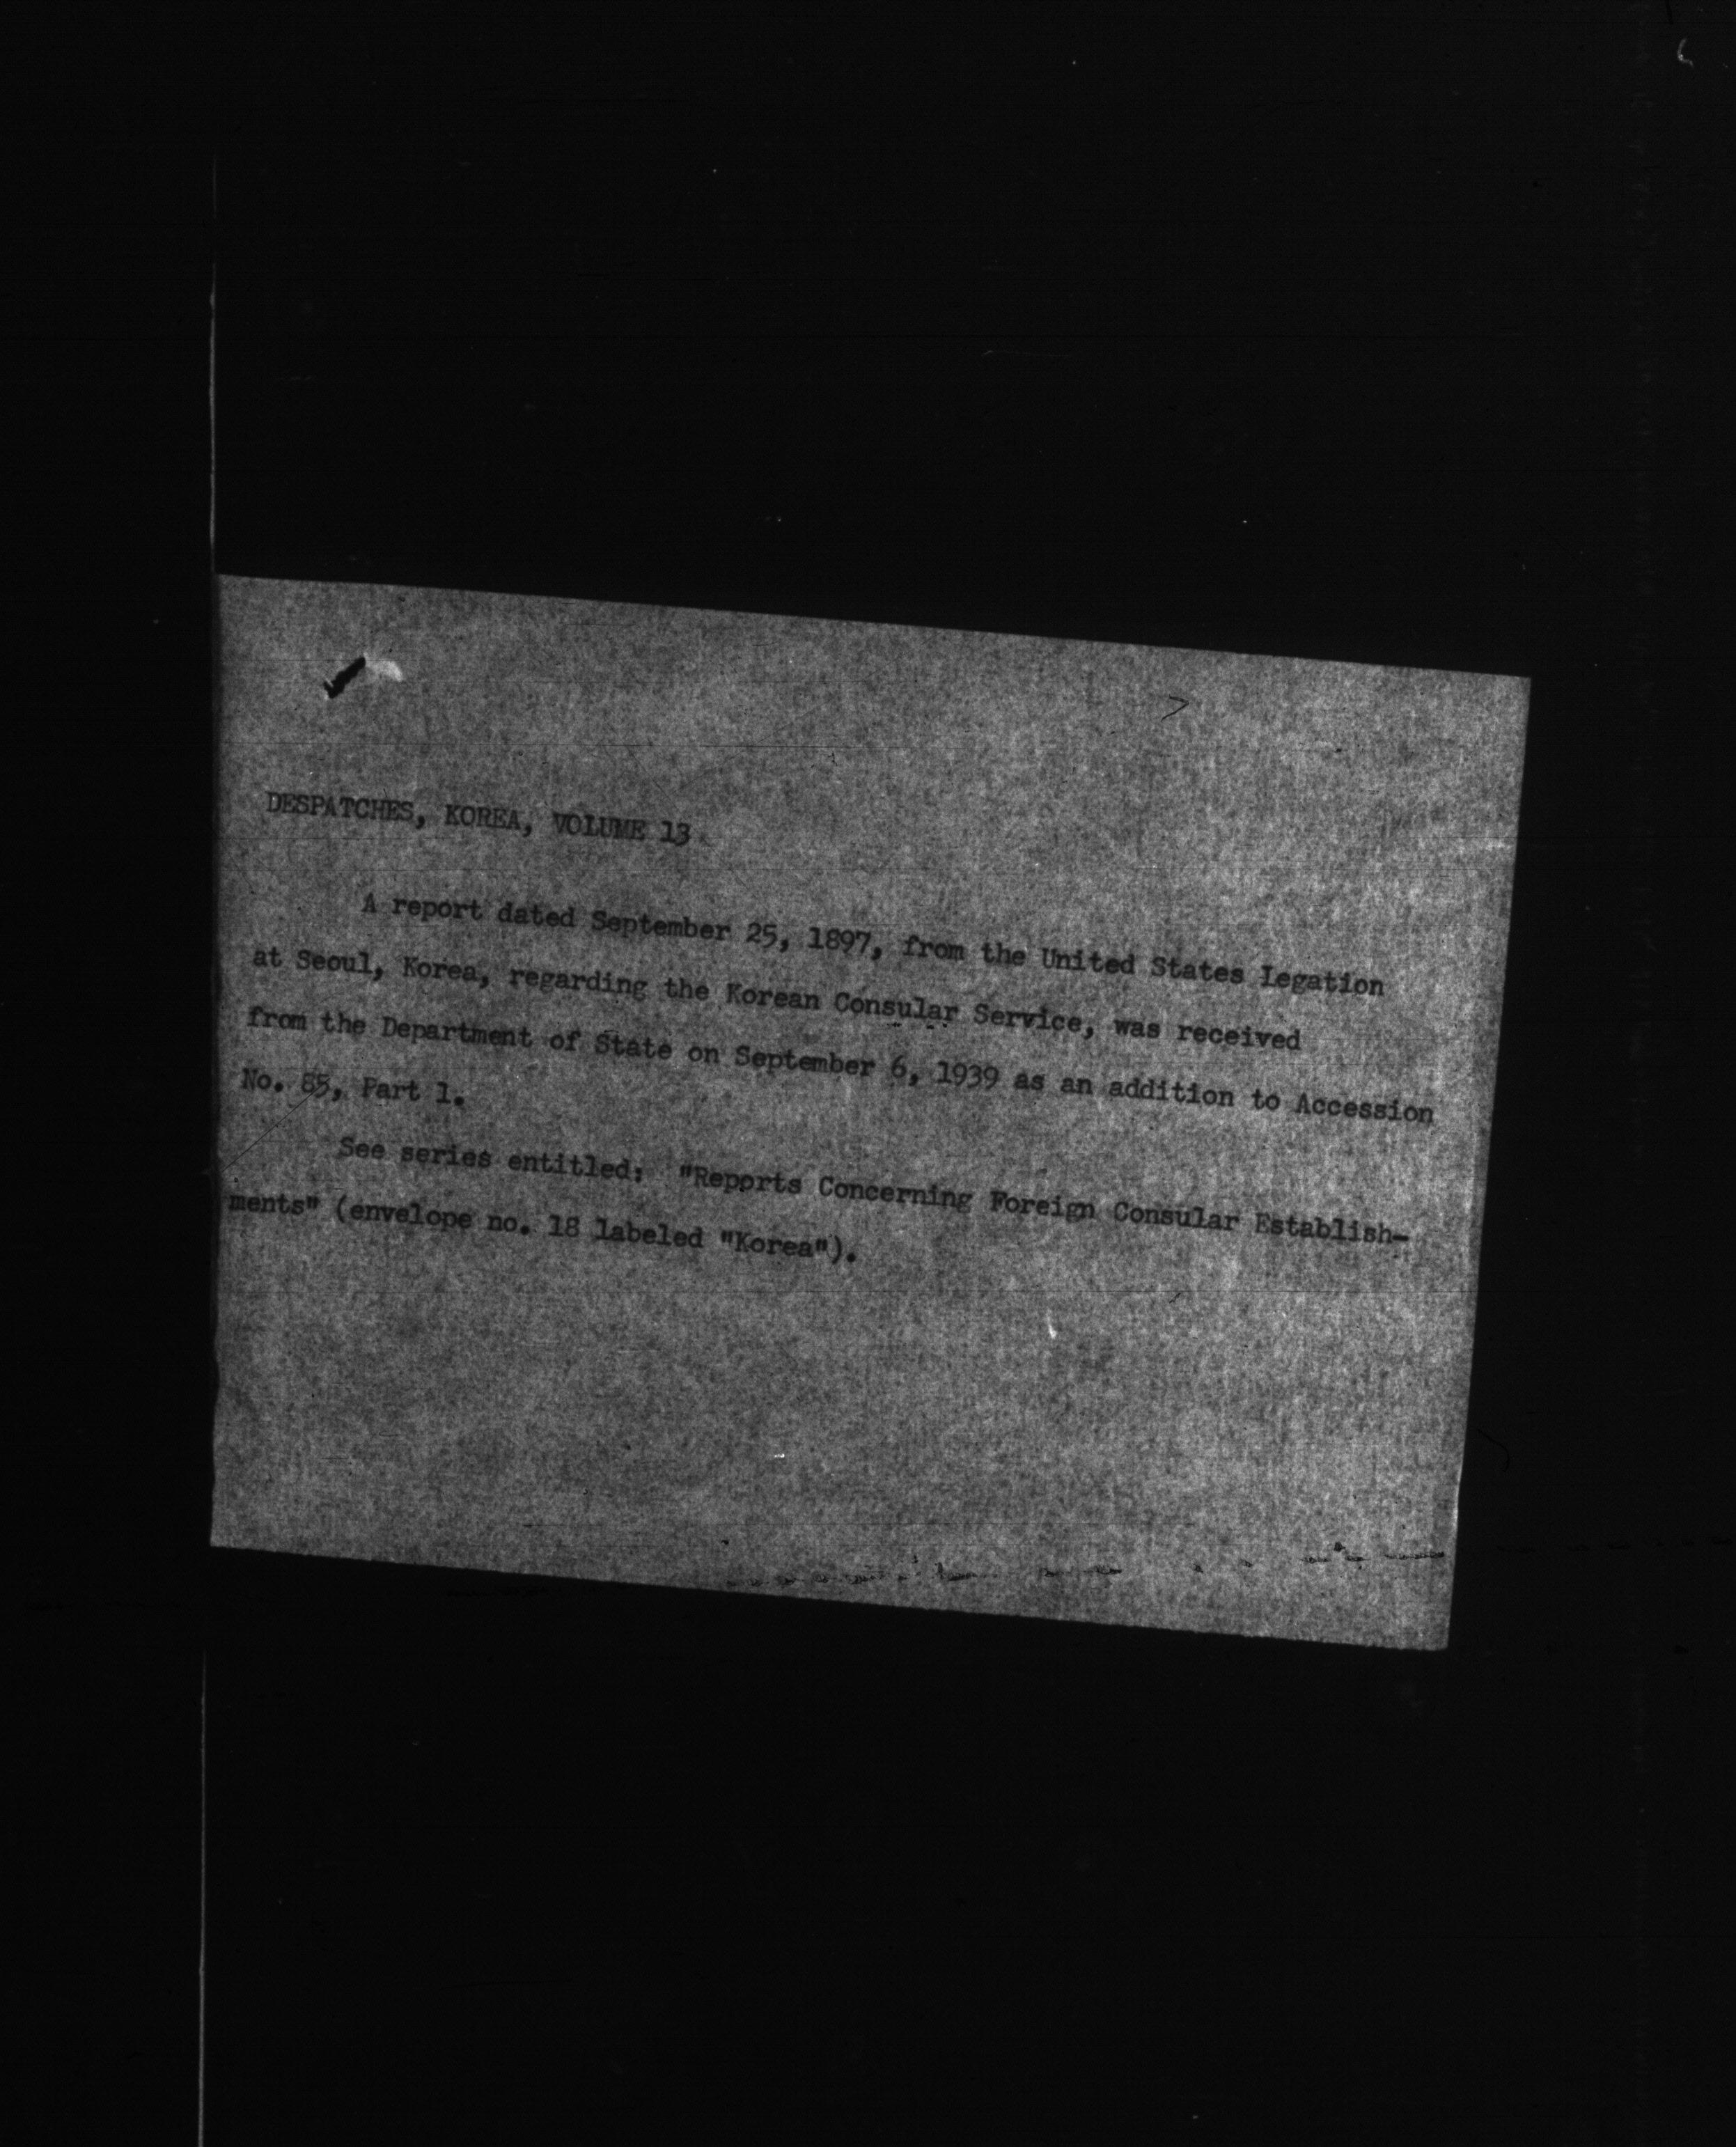 DESPATCHES, KOREA, VOLUME 13
A report dated September 25, 1897, from the United States Legation
at Seoul, Korea, regarding the Korean Consular Service, was received
from the Department of State on September 6, 1939 as an addition to Accession
No. 85, Part 1.
See series entitled: "Reports Concerning Foreign Consular Establish-
ments" (envelope no. 18 labeled "Korea").